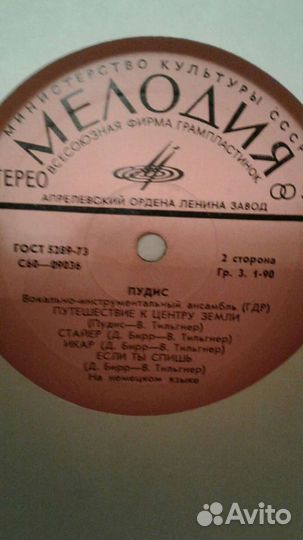 МИНИСТЕРСТВО КУЛЬТУРЫ СССР
МЕЛОДИЯ
ВСЕСОЮЗНАЯ ФИРМА ГРАМПЛАСТИНОК
ТЕРЕО
АПРЕЛЕВСКИЙ ОРДЕНА ЛЕНИНА ЗАВОД
ГОСТ 5289-73
С60—09036
2 сторона
Гр. 3. 1-90
ПУДИС
Вокально-инструментальный ансамбль (ГДР)
ПУТЕШЕСТВИЕ К ЦЕНТРУ ЗЕМЛИ
(Пудис—В. Тильгнер)
СТАЙЕР (Д. Бирр—В. Тильгнер)
ИКАР (Д. Бирр—В. Тильгнер)
ЕСЛИ ТЫ СПИШЬ
(Д. Бирр—В. Тильгнер)
На немецком языке
Avito